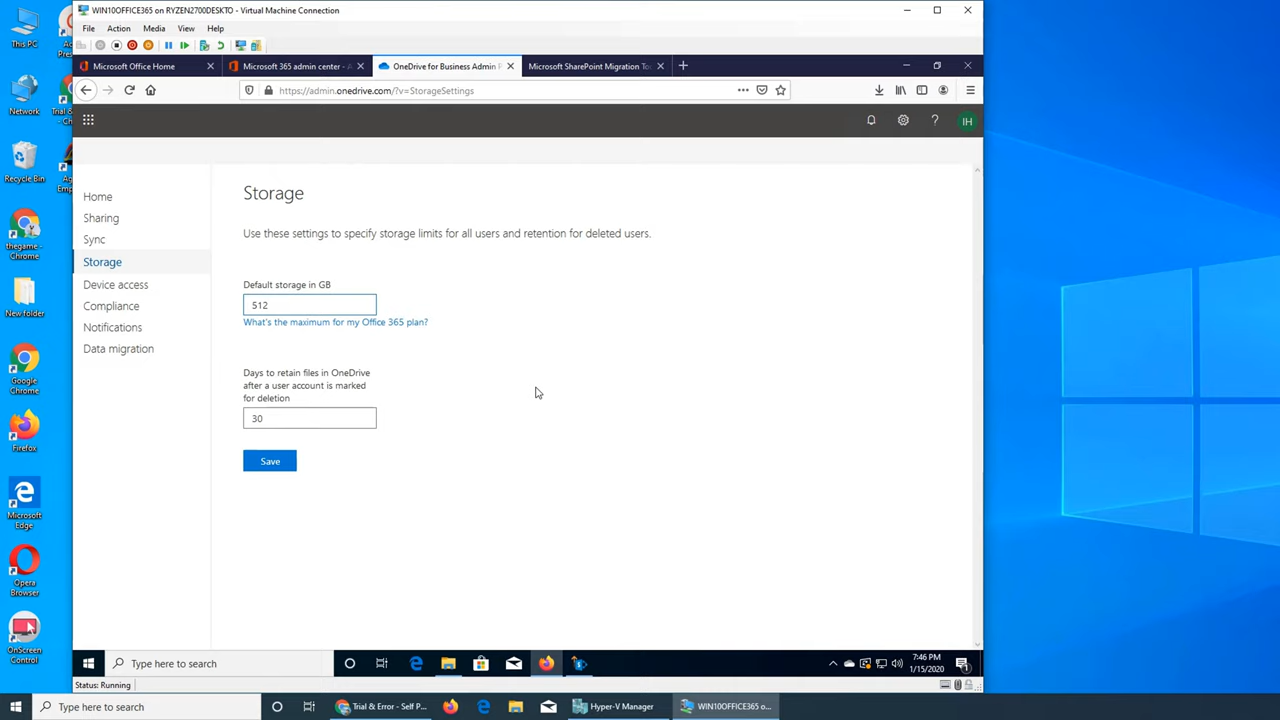 WIN10OFFICE365 on RYZEN2700DESKTO - Virtual Machine Connection
File Action Media View Help
Microsoft Office Home
Microsoft 365 admin center - A
OneDrive for Business Admin P
Microsoft SharePoint Migration To
https://admin.onedrive.com/?v=StorageSettings
IH
Home
Sharing
Sync
Storage
Device access
Compliance
Notifications
Data migration
Storage
Use these settings to specify storage limits for all users and retention for deleted users.
Default storage in GB
512
What's the maximum for my Office 365 plan?
Days to retain files in OneDrive
after a user account is marked
for deletion
30
Save
Type here to search
7:46 PM
1/15/2020
Status: Running
This PC
Network
Recycle Bin
thegame -
Chrome
New folder
Google
Chrome
Firefox
Microsoft
Edge
Opera
Browser
OnScreen
Control
Type here to search
Trial & Error - Self P...
Hyper-V Manager
WIN10OFFICE365 o...